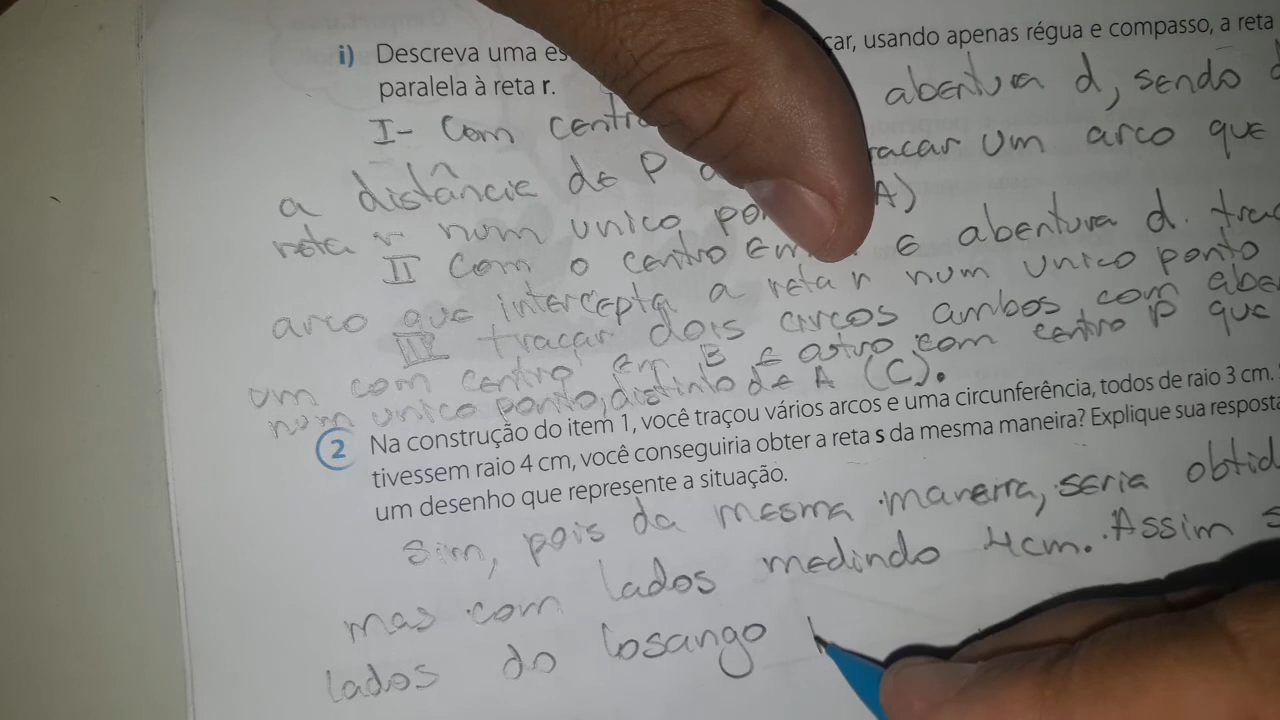 i) Descreva uma es çar, usando apenas régua e compasso, a reta
paralela à reta r.
I- Com centro abertura d, sendo d
a distância de P a racar um arco que
reta r num unico pon A)
II Com o centro em e abertura d. traç
arco que intercepta a reta r num unico ponto
III traçar dois arcos ambos com abe
um com centro em B e outro com centro P que
num unico ponto, distinto de A (C).
2 Na construção do item 1, você traçou vários arcos e uma circunferência, todos de raio 3 cm.
tivessem raio 4 cm, você conseguiria obter a reta s da mesma maneira? Explique sua resposta
um desenho que represente a situação.
Sim, pois da mesma maneira, seria obtid
mas com lados medindo 4cm. Assim s
lados do losango